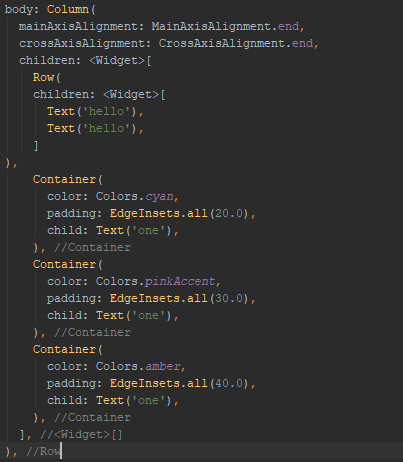 body: Column(
  mainAxisAlignment: MainAxisAlignment.end,
  crossAxisAlignment: CrossAxisAlignment.end,
  children: <Widget>[
    Row(
    children: <Widget>[
      Text('hello'),
      Text('hello'),
    ]
),
    Container(
      color: Colors.cyan,
      padding: EdgeInsets.all(20.0),
      child: Text('one'),
    ), //Container
    Container(
      color: Colors.pinkAccent,
      padding: EdgeInsets.all(30.0),
      child: Text('one'),
    ), //Container
    Container(
      color: Colors.amber,
      padding: EdgeInsets.all(40.0),
      child: Text('one'),
    ), //Container
  ], //<Widget>[]
), //Row